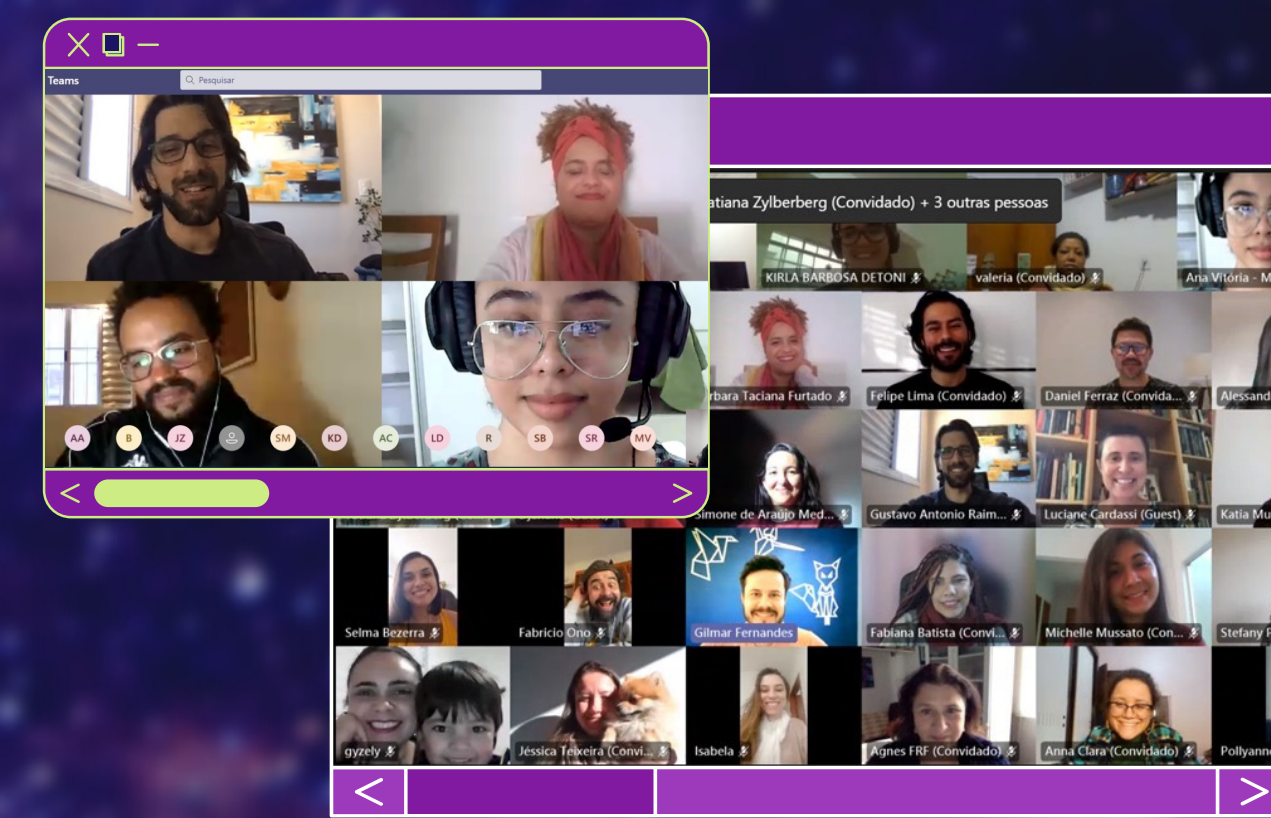 Teams
Pesquisar
AA B JZ SM KD AC LD R SB SR MV
atiana Zylberberg (Convidado) + 3 outras pessoas
KIRLA BARBOSA DETONI
valeria (Convidado)
Ana Vitória - M
rbara Taciana Furtado
Felipe Lima (Convidado)
Daniel Ferraz (Convida...
Alessand
Simone de Araújo Med...
Gustavo Antonio Raim...
Luciane Cardassi (Guest)
Katia Mu
Selma Bezerra
Fabricio Ono
Gilmar Fernandes
Fabiana Batista (Convi...
Michelle Mussato (Con...
Stefany F
gyzely
Jéssica Teixeira (Convi...
Isabela
Agnes FRF (Convidado)
Anna Clara (Convidado)
Pollyann